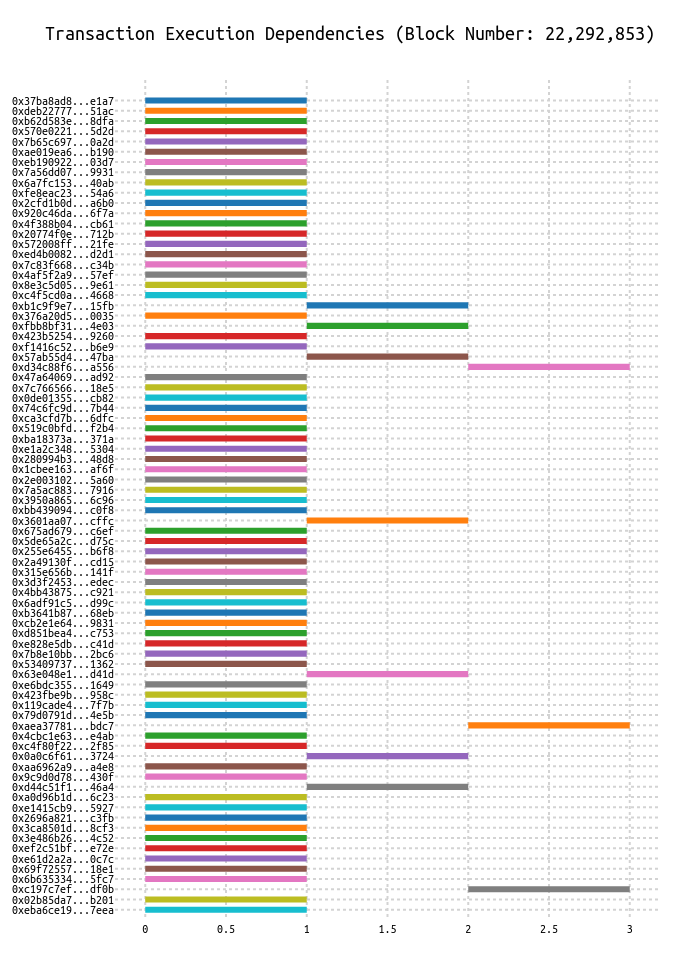 Transaction Execution Dependencies (Block Number: 22,292,853)
0x37ba8ad8...e1a7
0xdeb22777...51ac
0xb62d583e...8dfa
0x570e0221...5d2d
0x7b65c697...0a2d
0xae019ea6...b190
0xeb190922...03d7
0x7a56dd07...9931
0x6a7fc153...40ab
0xfe8eac23...54a6
0x2cfd1b0d...a6b0
0x920c46da...6f7a
0x4f388b04...cb61
0x20774f0e...712b
0x572008ff...21fe
0xed4b0082...d2d1
0x7c83f668...c34b
0x4af5f2a9...57ef
0x8e3c5d05...9e61
0xc4f5cd0a...4668
0xb1c9f9e7...15fb
0x376a20d5...0035
0xfbb8bf31...4e03
0x423b5254...9260
0xf1416c52...b6e9
0x57ab55d4...47ba
0xd34c88f6...a556
0x47a64069...ad92
0x7c766566...18e5
0x0de01355...cb82
0x74c6fc9d...7b44
0xca3cfd7b...6dfc
0x519c0bfd...f2b4
0xba18373a...371a
0xe1a2c348...5304
0x280994b3...48d8
0x1cbee163...af6f
0x2e003102...5a60
0x7a5ac883...7916
0x3950a865...6c96
0xbb439094...c0f8
0x3601aa07...cffc
0x675ad679...c6ef
0x5de65a2c...d75c
0x255e6455...b6f8
0x2a49130f...cd15
0x315e656b...141f
0x3d3f2453...edec
0x4bb43875...c921
0x6adf91c5...d99c
0xb3641b87...68eb
0xcb2e1e64...9831
0xd851bea4...c753
0xe828e5db...c41d
0x7b8e10bb...2bc6
0x53409737...1362
0x63e048e1...d41d
0xe6bdc355...1649
0x423fbe9b...958c
0x119cade4...7f7b
0x79d0791d...4e5b
0xaea37781...bdc7
0x4cbc1e63...e4ab
0xc4f80f22...2f85
0x0a0c6f61...3724
0xaa6962a9...a4e8
0x9c9d0d78...430f
0xd44c51f1...46a4
0xa0d96b1d...6c23
0xe1415cb9...5927
0x2696a821...c3fb
0x3ca8501d...8cf3
0x3e486b26...4c52
0xef2c51bf...e72e
0xe61d2a2a...0c7c
0x69f72557...18e1
0x6b635334...5fc7
0xc197c7ef...df0b
0x02b85da7...b201
0xeba6ce19...7eea
0 0.5 1 1.5 2 2.5 3